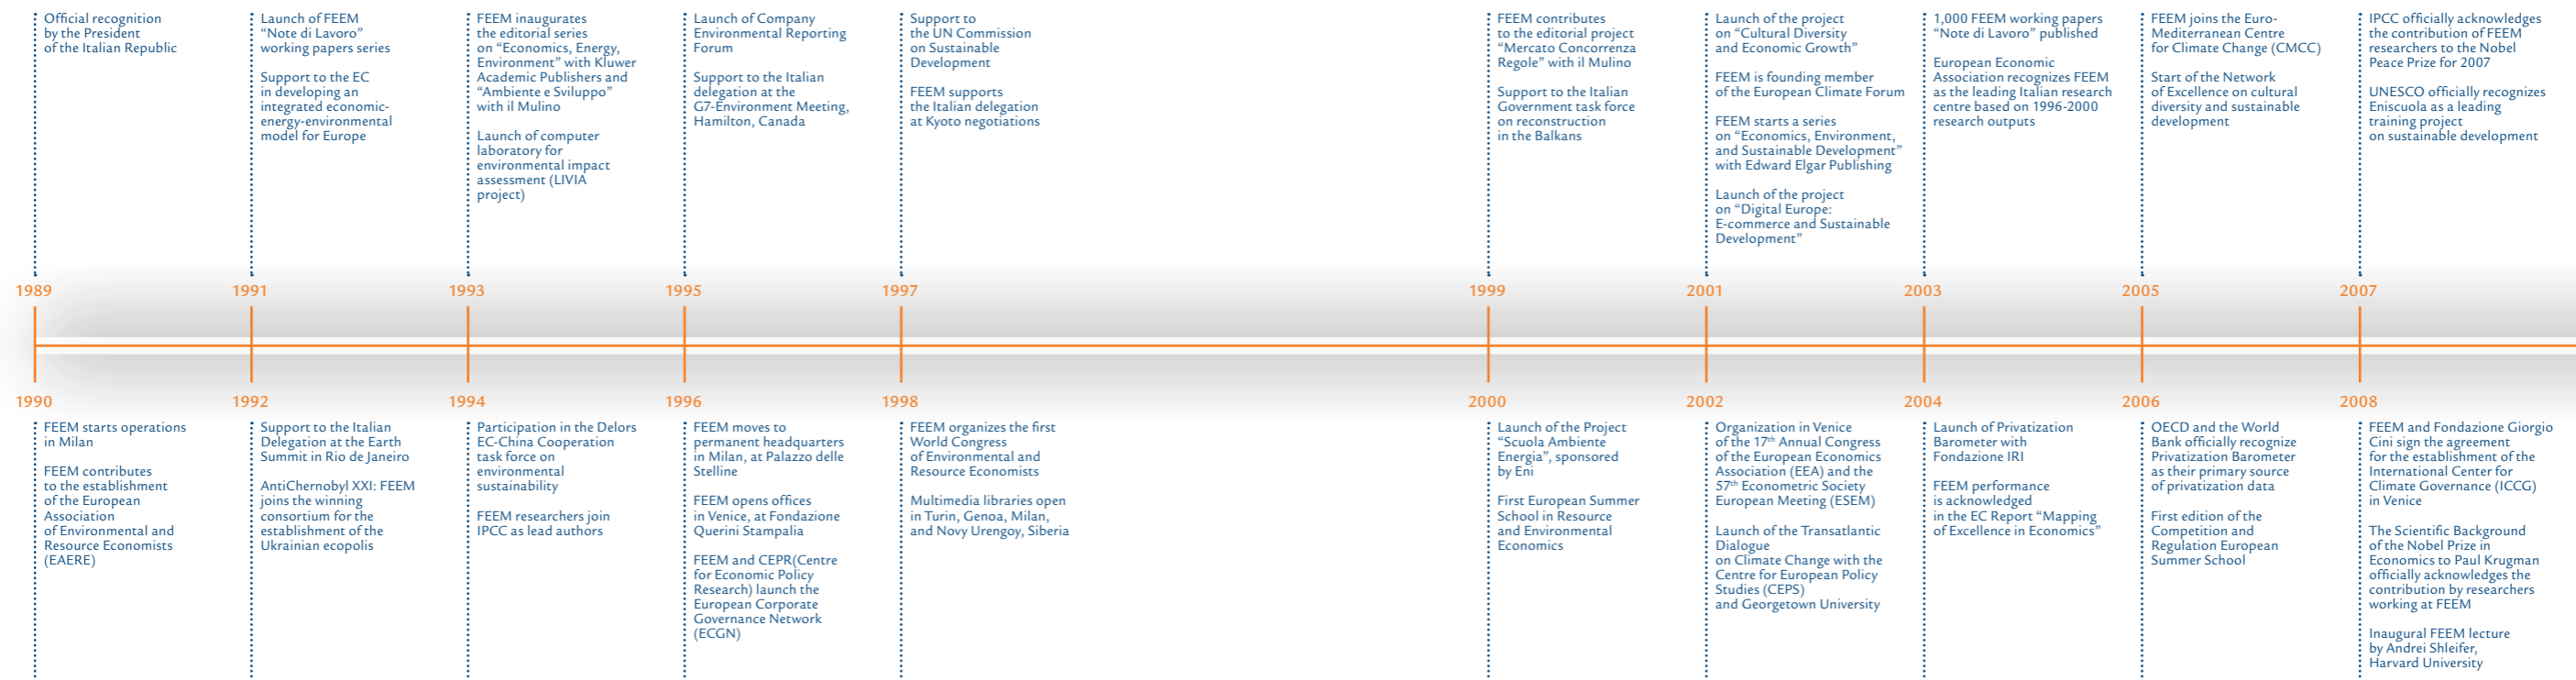 Official recognition
by the President
of the Italian Republic
Launch of FEEM
“Note di Lavoro”
working papers series
Support to the EC
in developing an
integrated economic-
energy-environmental
model for Europe
FEEM inaugurates
the editorial series
on “Economics, Energy,
Environment” with Kluwer
Academic Publishers and
“Ambiente e Sviluppo”
with il Mulino
Launch of computer
laboratory for
environmental impact
assessment (LIVIA
project)
Launch of Company
Environmental Reporting
Forum
Support to the Italian
delegation at the
G7-Environment Meeting,
Hamilton, Canada
Support to
the UN Commission
on Sustainable
Development
FEEM supports
the Italian delegation
at Kyoto negotiations
FEEM contributes
to the editorial project
“Mercato Concorrenza
Regole” with il Mulino
Support to the Italian
Government task force
on reconstruction
in the Balkans
Launch of the project
on “Cultural Diversity
and Economic Growth”
FEEM is founding member
of the European Climate Forum
FEEM starts a series
on “Economics, Environment,
and Sustainable Development”
with Edward Elgar Publishing
Launch of the project
on “Digital Europe:
E-commerce and Sustainable
Development”
1,000 FEEM working papers
“Note di Lavoro” published
European Economic
Association recognizes FEEM
as the leading Italian research
centre based on 1996-2000
research outputs
FEEM joins the Euro-
Mediterranean Centre
for Climate Change (CMCC)
Start of the Network
of Excellence on cultural
diversity and sustainable
development
IPCC officially acknowledges
the contribution of FEEM
researchers to the Nobel
Peace Prize for 2007
UNESCO officially recognizes
Eniscuola as a leading
training project
on sustainable development
1989
1991
1993
1995
1997
1999
2001
2003
2005
2007
1990
1992
1994
1996
1998
2000
2002
2004
2006
2008
FEEM starts operations
in Milan
FEEM contributes
to the establishment
of the European
Association
of Environmental and
Resource Economists
(EAERE)
Support to the Italian
Delegation at the Earth
Summit in Rio de Janeiro
AntiChernobyl XXI: FEEM
joins the winning
consortium for the
establishment of the
Ukrainian ecopolis
Participation in the Delors
EC-China Cooperation
task force on
environmental
sustainability
FEEM researchers join
IPCC as lead authors
FEEM moves to
permanent headquarters
in Milan, at Palazzo delle
Stelline
FEEM opens offices
in Venice, at Fondazione
Querini Stampalia
FEEM and CEPR(Centre
for Economic Policy
Research) launch the
European Corporate
Governance Network
(ECGN)
FEEM organizes the first
World Congress
of Environmental and
Resource Economists
Multimedia libraries open
in Turin, Genoa, Milan,
and Novy Urengoy, Siberia
Launch of the Project
“Scuola Ambiente
Energia”, sponsored
by Eni
First European Summer
School in Resource
and Environmental
Economics
Organization in Venice
of the 17th Annual Congress
of the European Economics
Association (EEA) and the
57th Econometric Society
European Meeting (ESEM)
Launch of the Transatlantic
Dialogue
on Climate Change with the
Centre for European Policy
Studies (CEPS)
and Georgetown University
Launch of Privatization
Barometer with
Fondazione IRI
FEEM performance
is acknowledged
in the EC Report “Mapping
of Excellence in Economics”
OECD and the World
Bank officially recognize
Privatization Barometer
as their primary source
of privatization data
First edition of the
Competition and
Regulation European
Summer School
FEEM and Fondazione Giorgio
Cini sign the agreement
for the establishment of the
International Center for
Climate Governance (ICCG)
in Venice
The Scientific Background
of the Nobel Prize in
Economics to Paul Krugman
officially acknowledges the
contribution by researchers
working at FEEM
Inaugural FEEM lecture
by Andrei Shleifer,
Harvard University